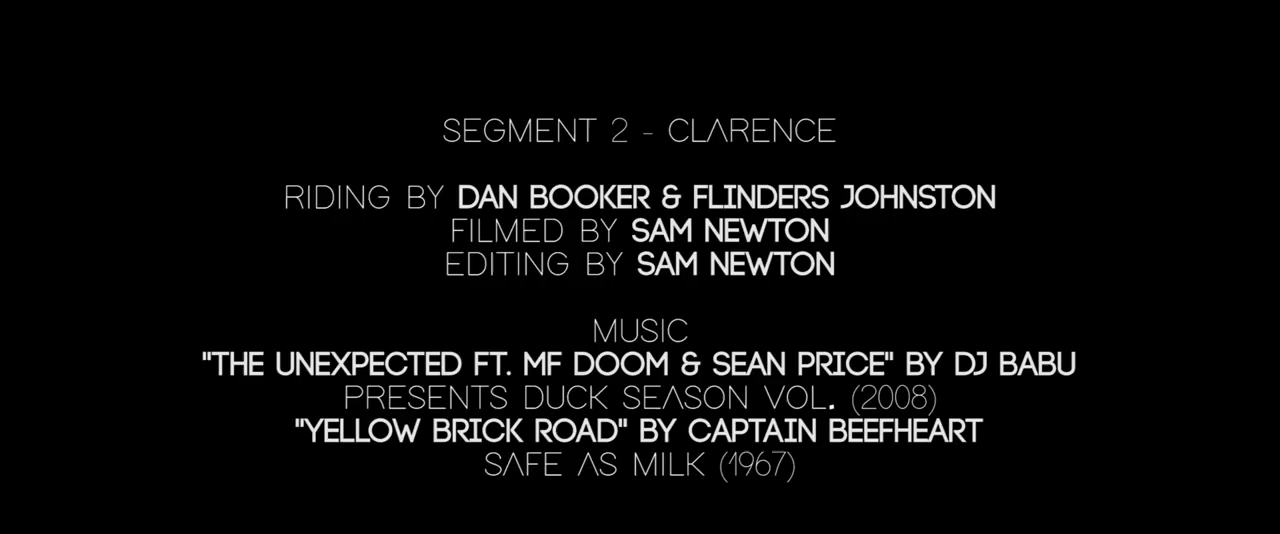 SEGMENT 2 - CLARENCE
RIDING BY DAN BOOKER & FLINDERS JOHNSTON
FILMED BY SAM NEWTON
EDITING BY SAM NEWTON
MUSIC
"THE UNEXPECTED FT. MF DOOM & SEAN PRICE" BY DJ BABU
PRESENTS DUCK SEASON VOL. (2008)
"YELLOW BRICK ROAD" BY CAPTAIN BEEFHEART
SAFE AS MILK (1967)